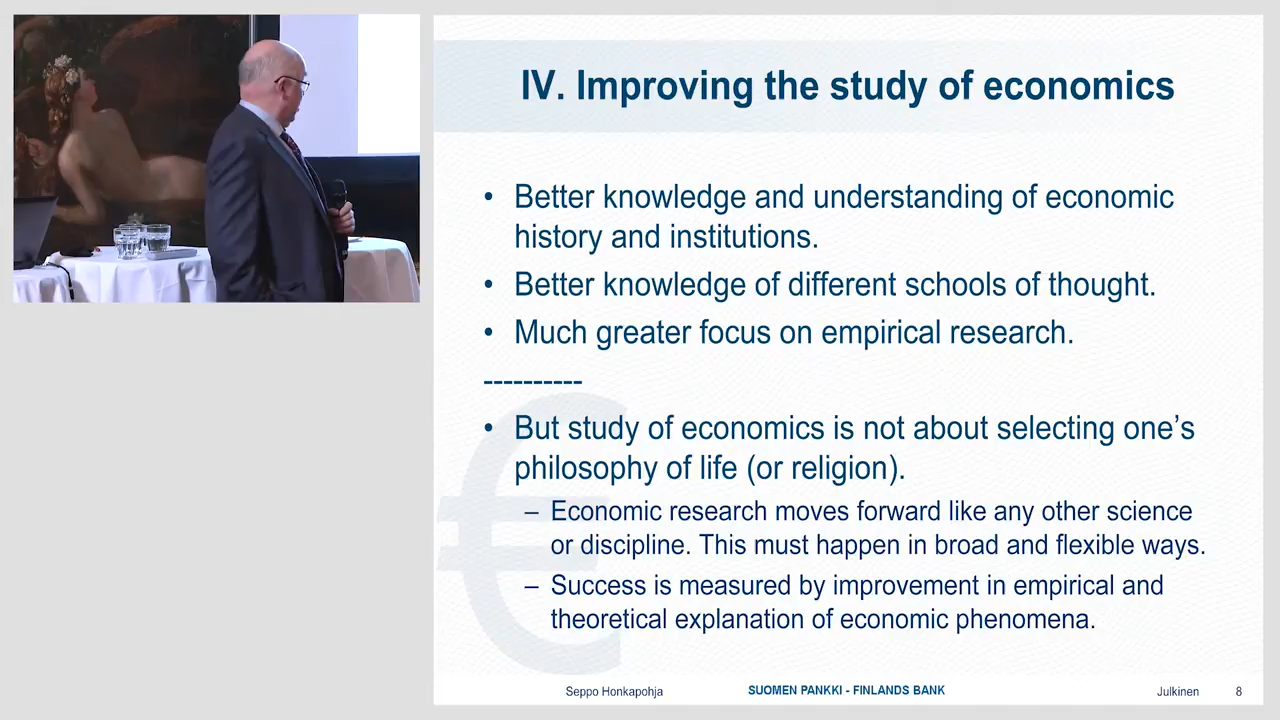 IV. Improving the study of economics
• Better knowledge and understanding of economic
history and institutions.
• Better knowledge of different schools of thought.
• Much greater focus on empirical research.
----------
• But study of economics is not about selecting one’s
philosophy of life (or religion).
– Economic research moves forward like any other science
or discipline. This must happen in broad and flexible ways.
– Success is measured by improvement in empirical and
theoretical explanation of economic phenomena.
Seppo Honkapohja SUOMEN PANKKI - FINLANDS BANK Julkinen 8